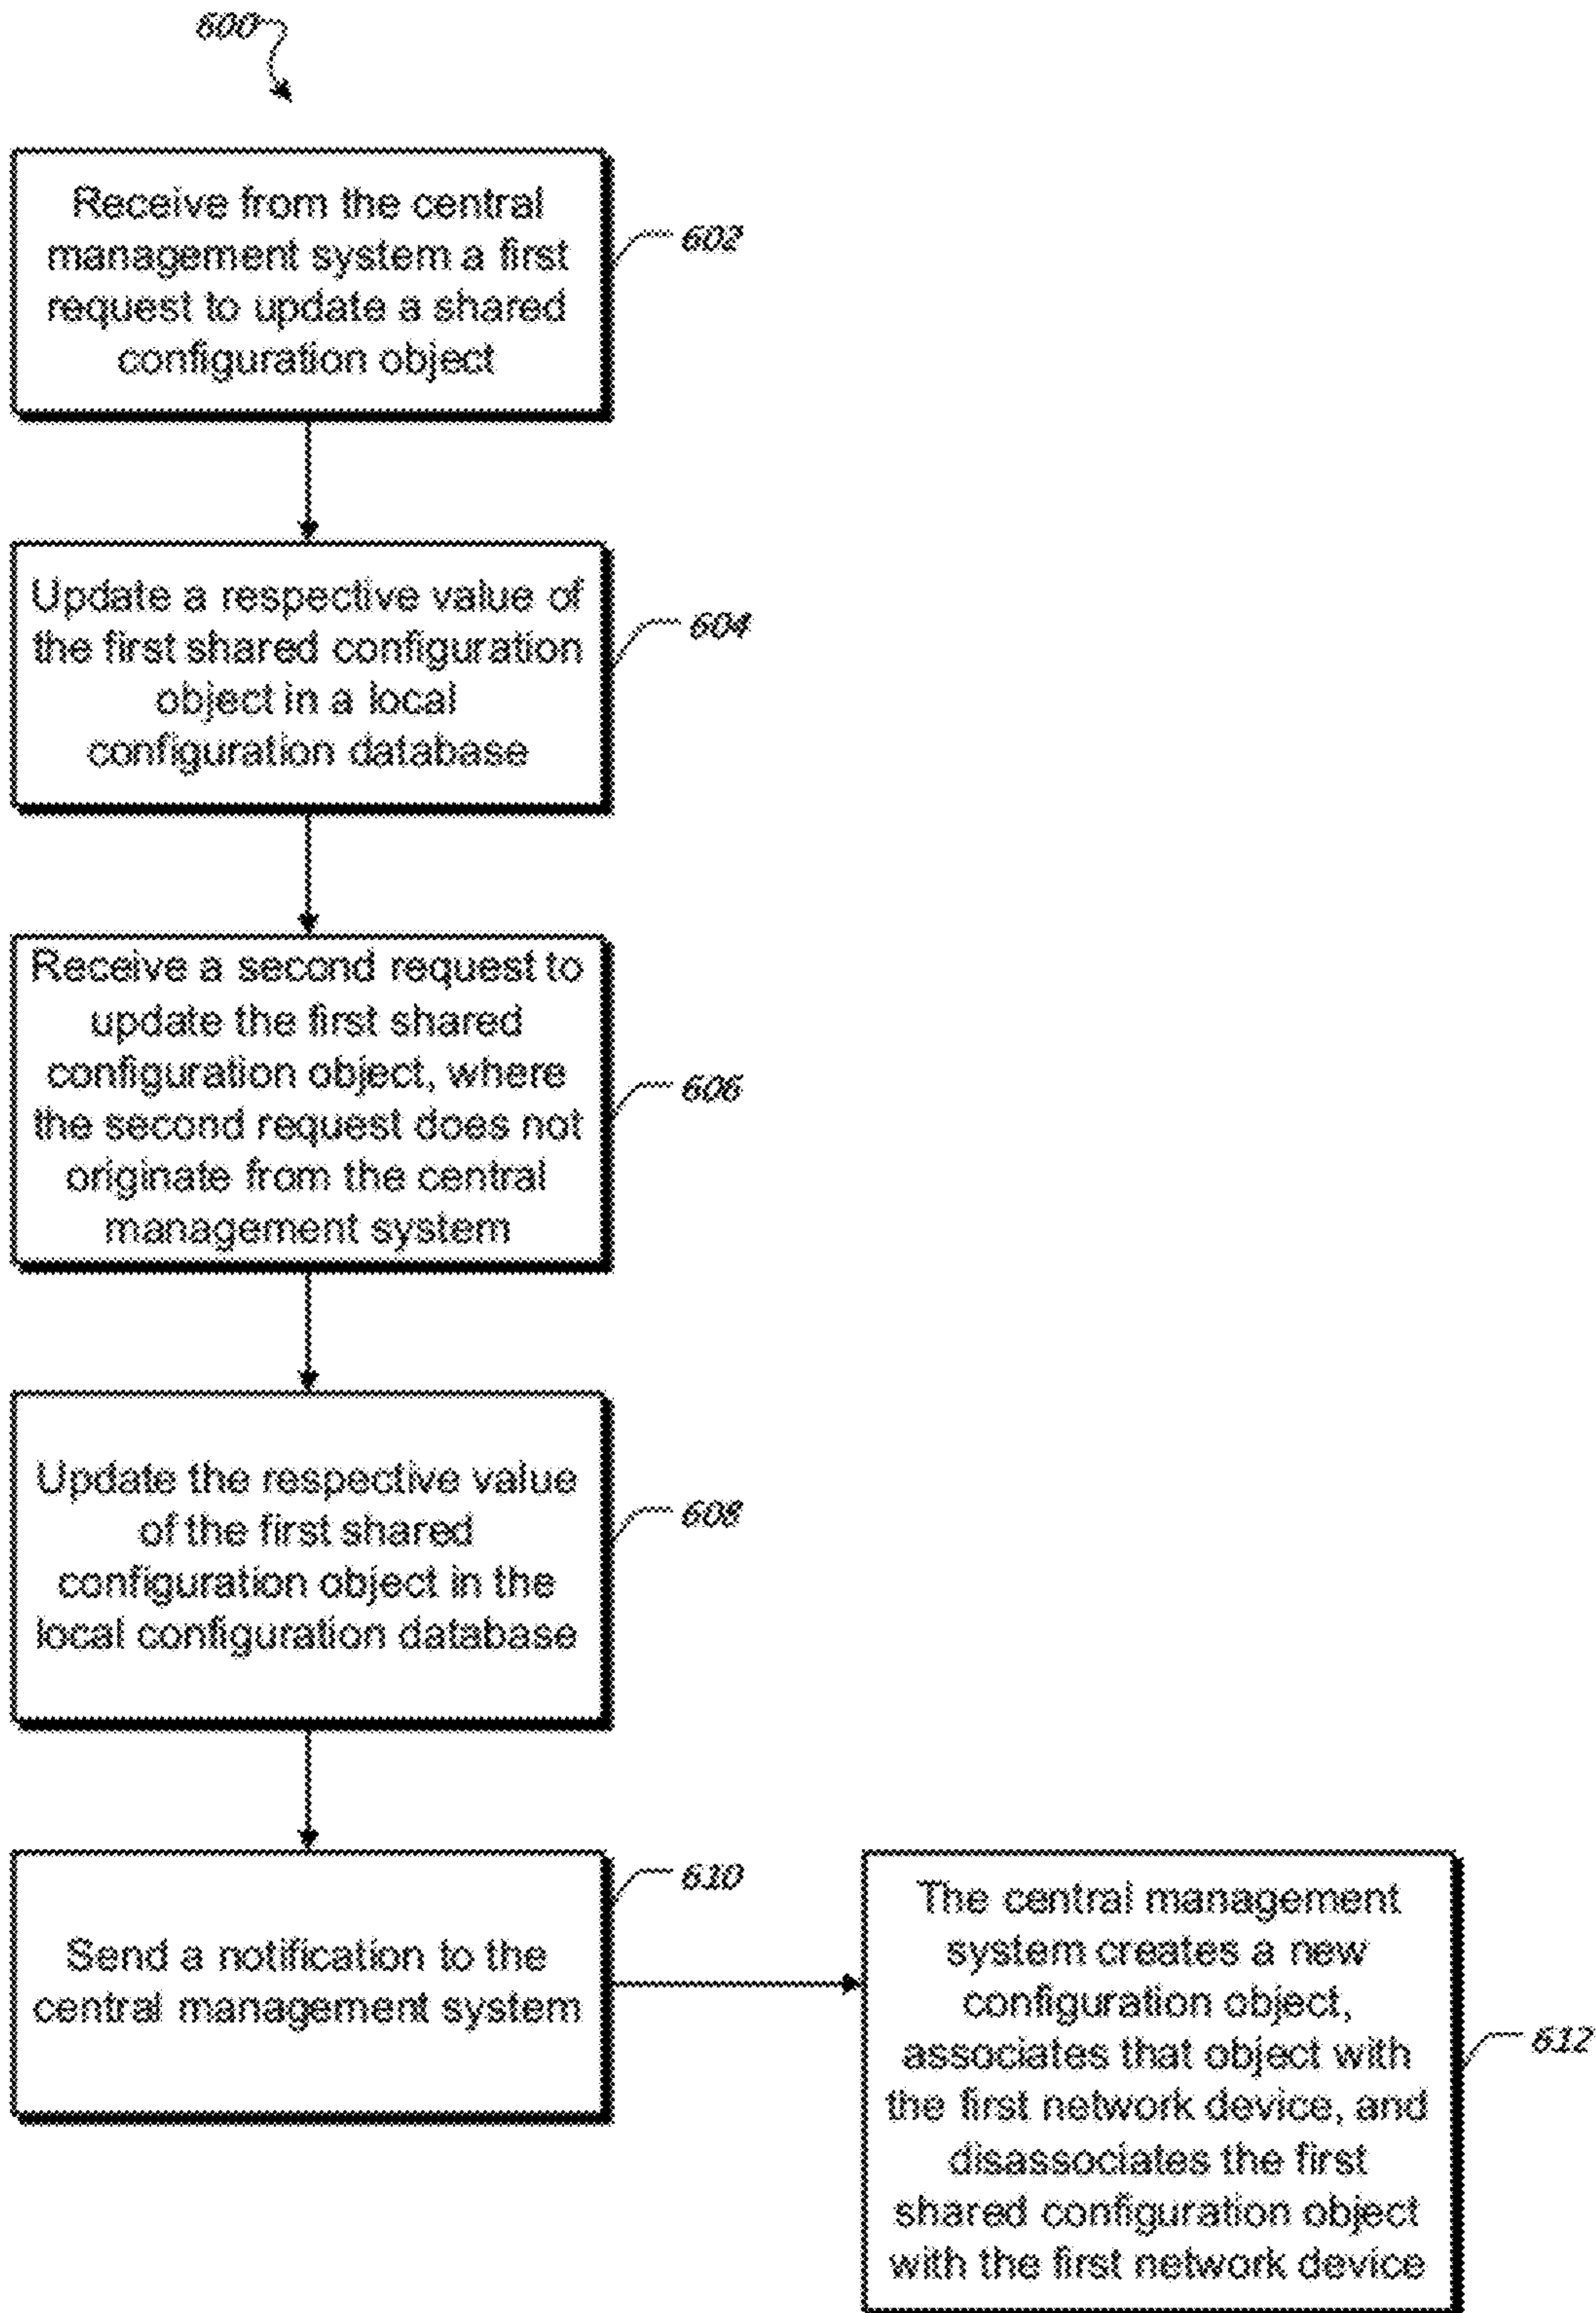 600
Receive from the central
management system a first
request to update a shared
configuration object
602
Update a respective value of
the first shared configuration
object in a local
configuration database
604
Receive a second request to
update the first shared
configuration object, where
the second request does not
originate from the central
management system
606
Update the respective value
of the first shared
configuration object in the
local configuration database
608
Send a notification to the
central management system
610
The central management
system creates a new
configuration object,
associates that object with
the first network device, and
disassociates the first
shared configuration object
with the first network device
612